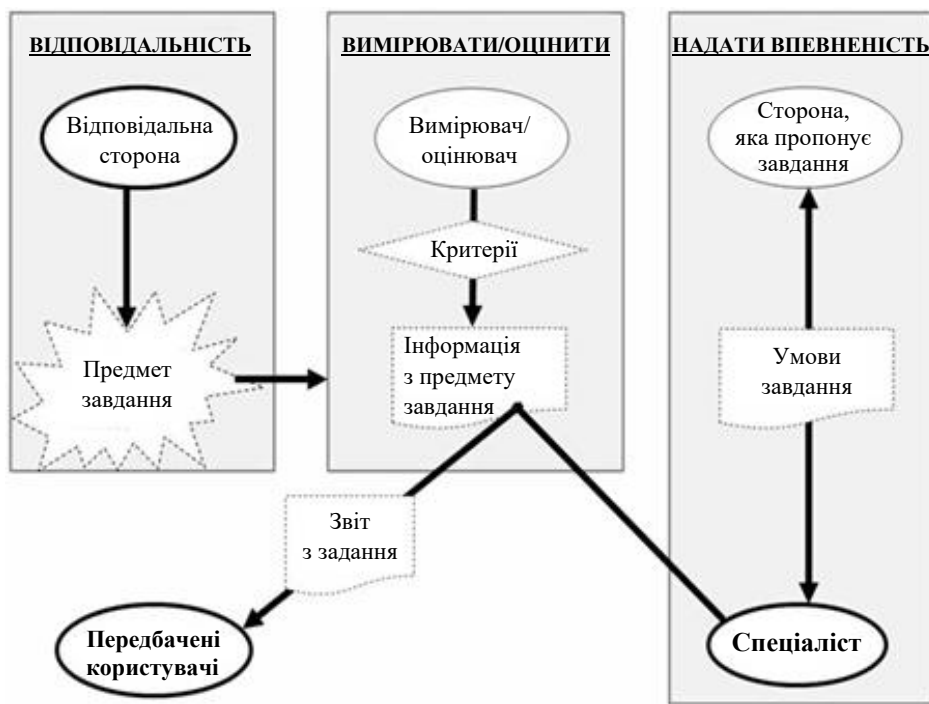 ВІДПОВІДАЛЬНІСТЬ
Відповідальна
сторона
Предмет
завдання
ВИМІРЮВАТИ/ОЦІНИТИ
Вимірювач/
оцінювач
Критерії
Інформація
з предмету
завдання
НАДАТИ ВПЕВНЕНІСТЬ
Сторона,
яка пропонує
завдання
Умови
завдання
Звіт
з задання
Передбачені
користувачі
Спеціаліст